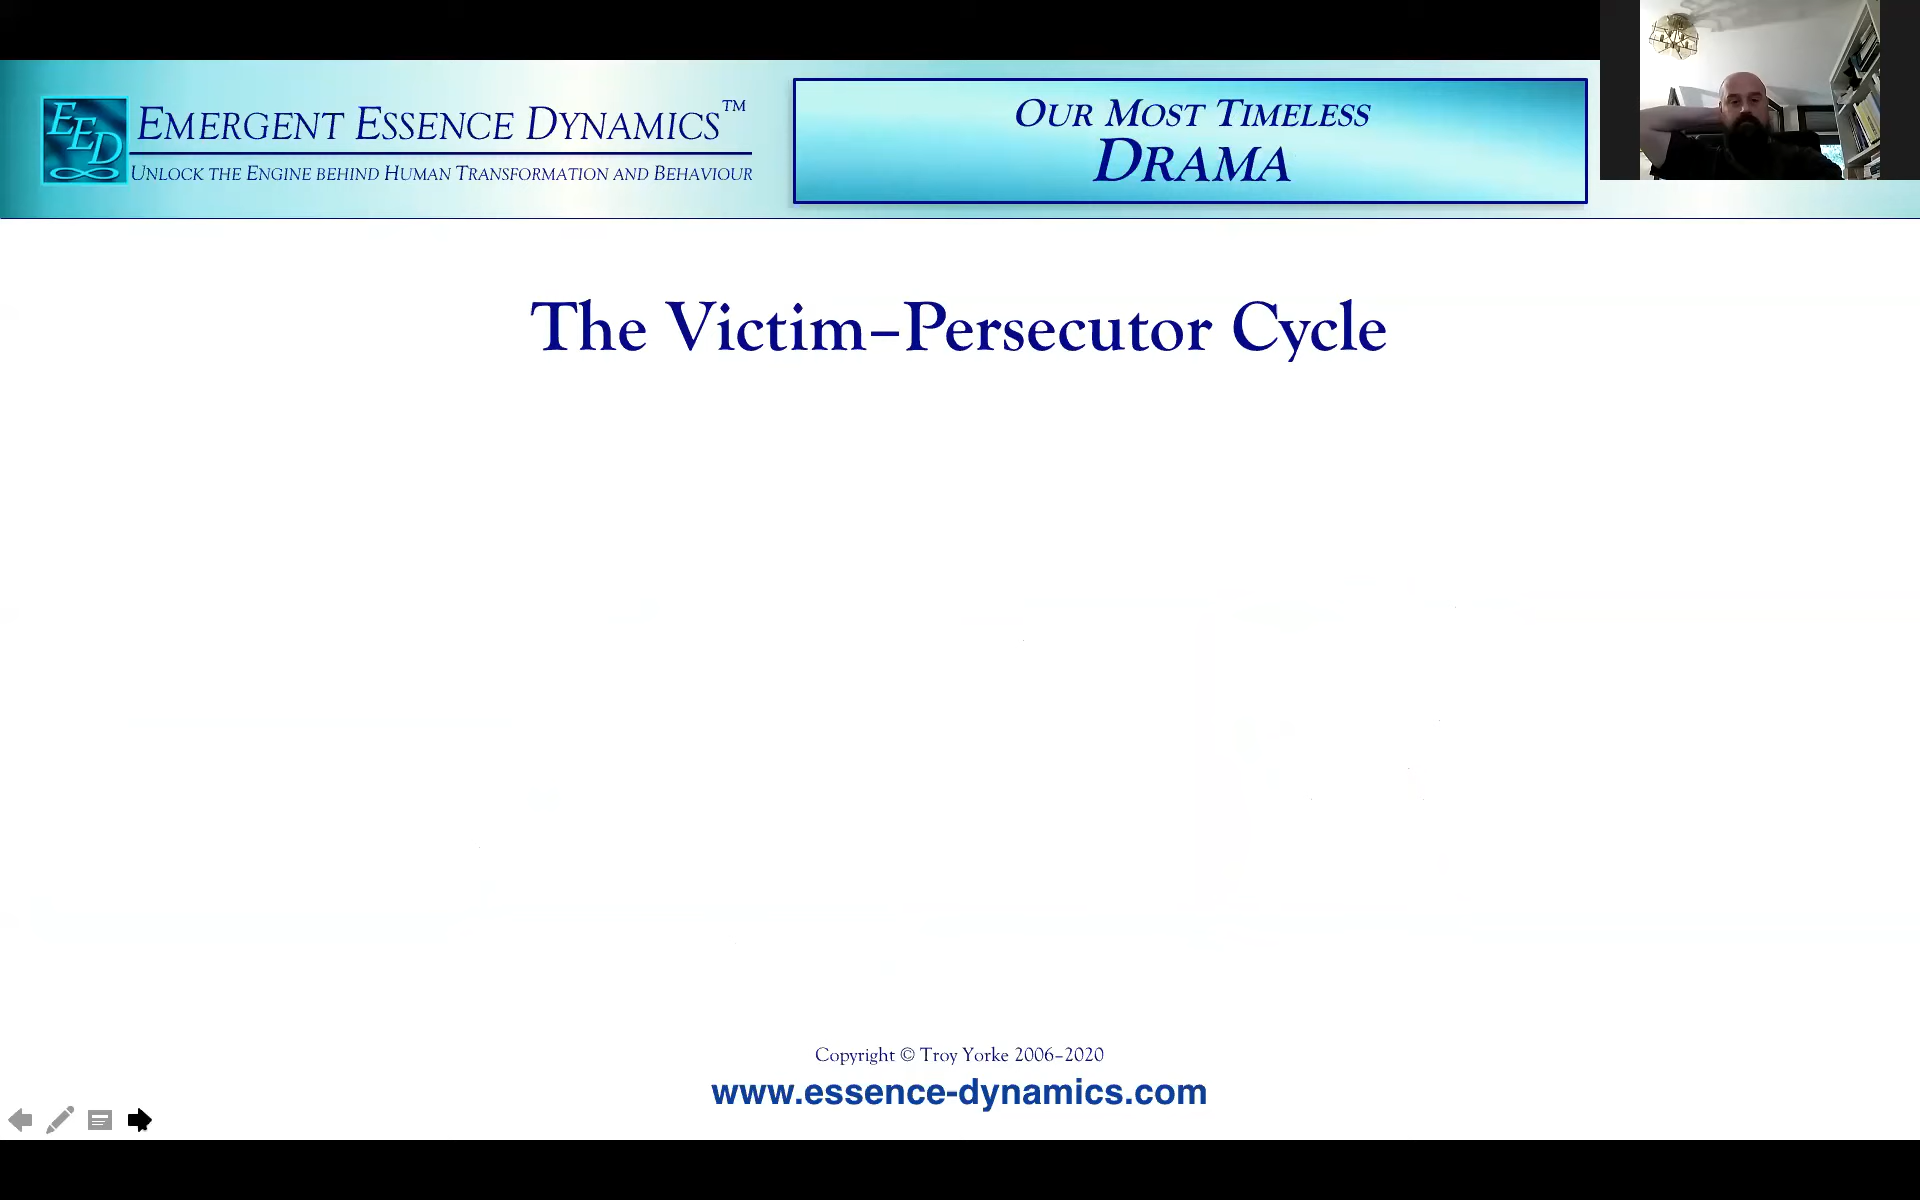 EED
EMERGENT ESSENCE DYNAMICS™
UNLOCK THE ENGINE BEHIND HUMAN TRANSFORMATION AND BEHAVIOUR
OUR MOST TIMELESS
DRAMA
The Victim–Persecutor Cycle
Copyright © Troy Yorke 2006–2020
www.essence-dynamics.com